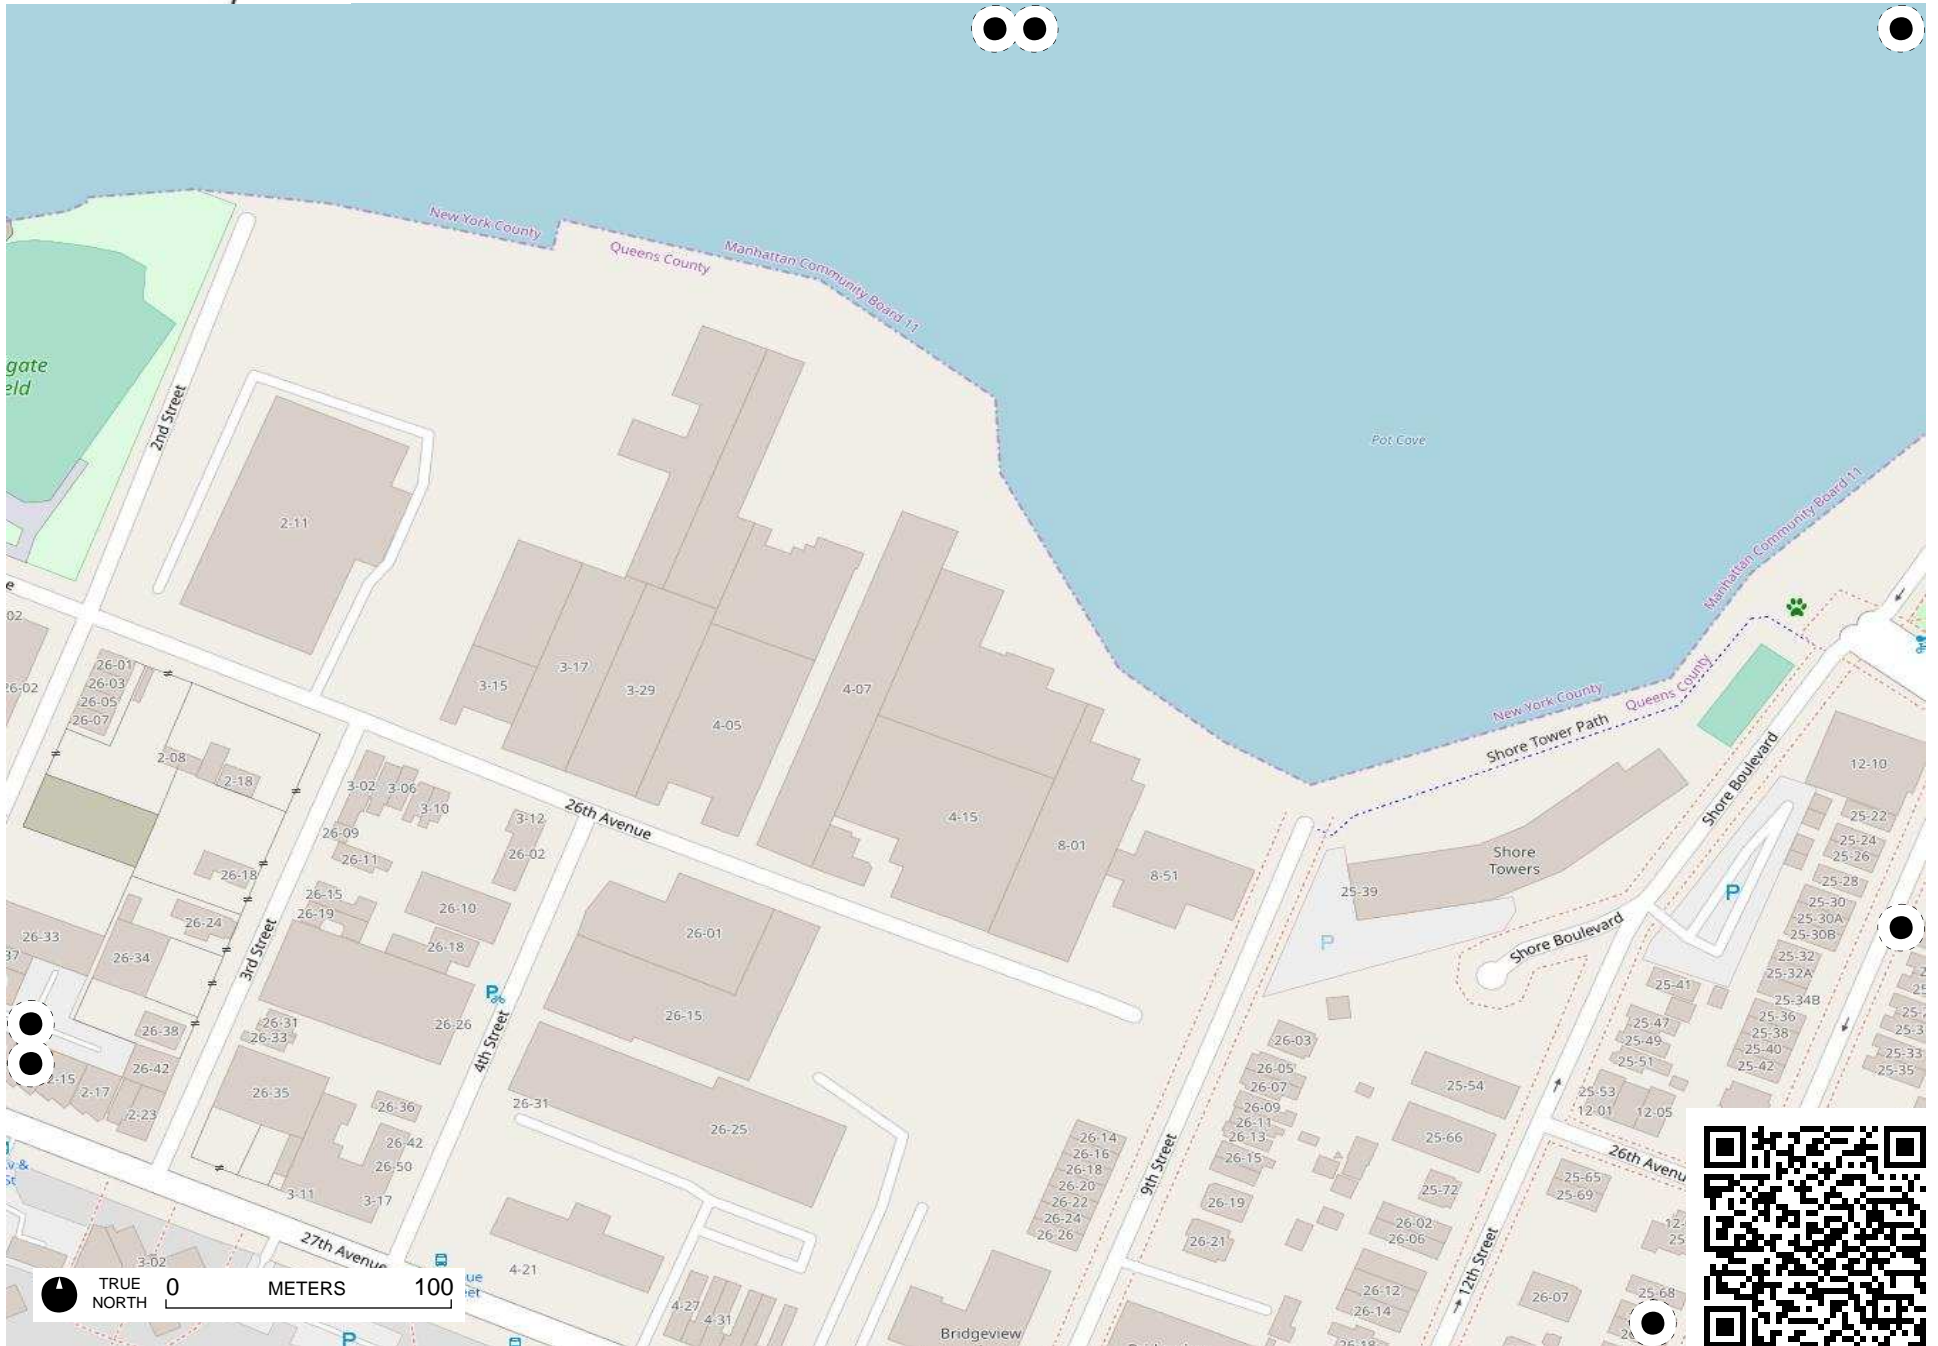 New York County
Queens County
Manhattan Community Board 11
gate
eld
2nd Street
Pot Cove
Manhattan Community Board 11
2-11
e
02
26-02
26-01
26-03
26-05
26-07
3-15
3-17
3-29
4-05
4-07
4-15
8-01
8-51
New York County
Queens County
Shore Tower Path
Shore Boulevard
12-10
2-08
2-18
3-02
3-06
3-10
3-12
26-02
26th Avenue
26-09
26-11
26-18
26-15
26-19
26-24
26-10
26-18
26-01
26-15
26-33
37
26-34
3rd Street
Shore
Towers
25-39
P
P
Shore Boulevard
25-22
25-24
25-26
25-28
25-30
25-30A
25-30B
25-32
25-32A
25-34B
25-36
25-38
25-40
25-42
25-41
25-47
25-49
25-51
25-53
12 01
12-05
25-33
25-35
P
26-38
26-42
26-31
26-33
26-26
4th Street
2-15
2-17
2-23
26-35
26-36
26-42
26-50
3-11
3-17
26-31
26-25
26-03
26-05
26-07
26-09
26-11
26-13
26-15
26-19
26-21
25-54
25-66
25-72
26-02
26-06
26-12
26-14
26-18
26-14
26-16
26-18
26-20
26-22
26-24
26-26
9th Street
12th Street
26th Avenu
25-65
25-69
12-
25
26-07
25-68
v &
St
27th Avenue
3-02
4-21
4-27
4-31
Bridgeview
ue
et
P
TRUE
NORTH
0 METERS 100